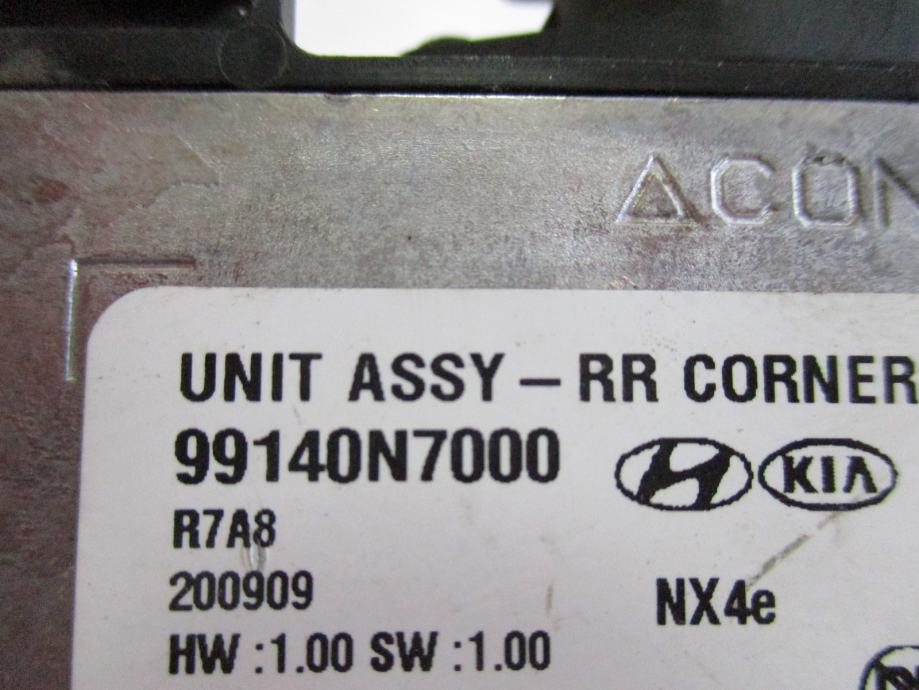 ACON
UNIT ASSY – RR CORNER
99140N7000
KIA
R7A8
200909
NX4e
HW :1.00 SW :1.00